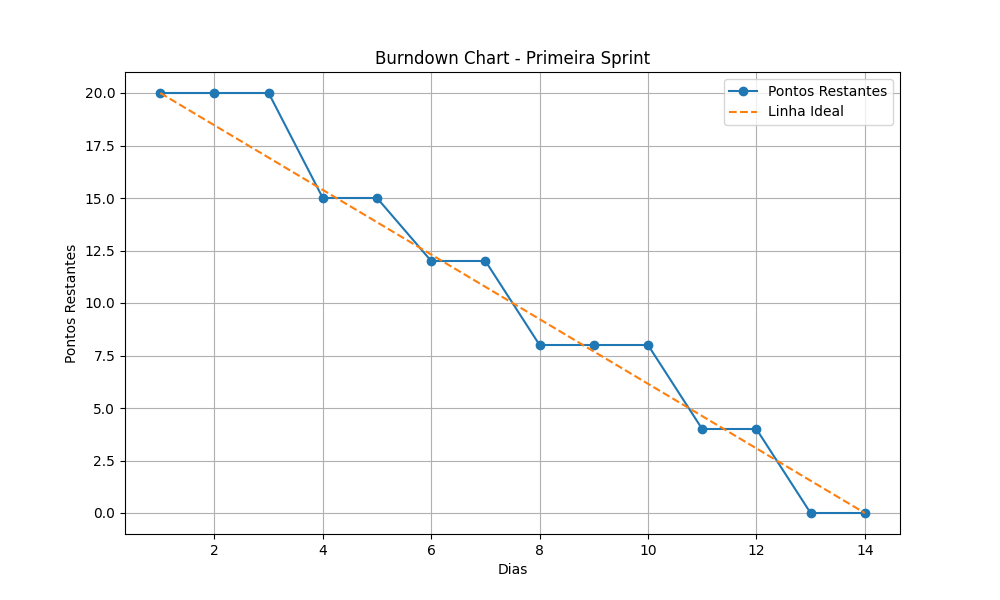 Burndown Chart - Primeira Sprint
Pontos Restantes
Linha Ideal
Pontos Restantes
20.0
17.5
15.0
12.5
10.0
7.5
5.0
2.5
0.0
2 4 6 8 10 12 14
Dias